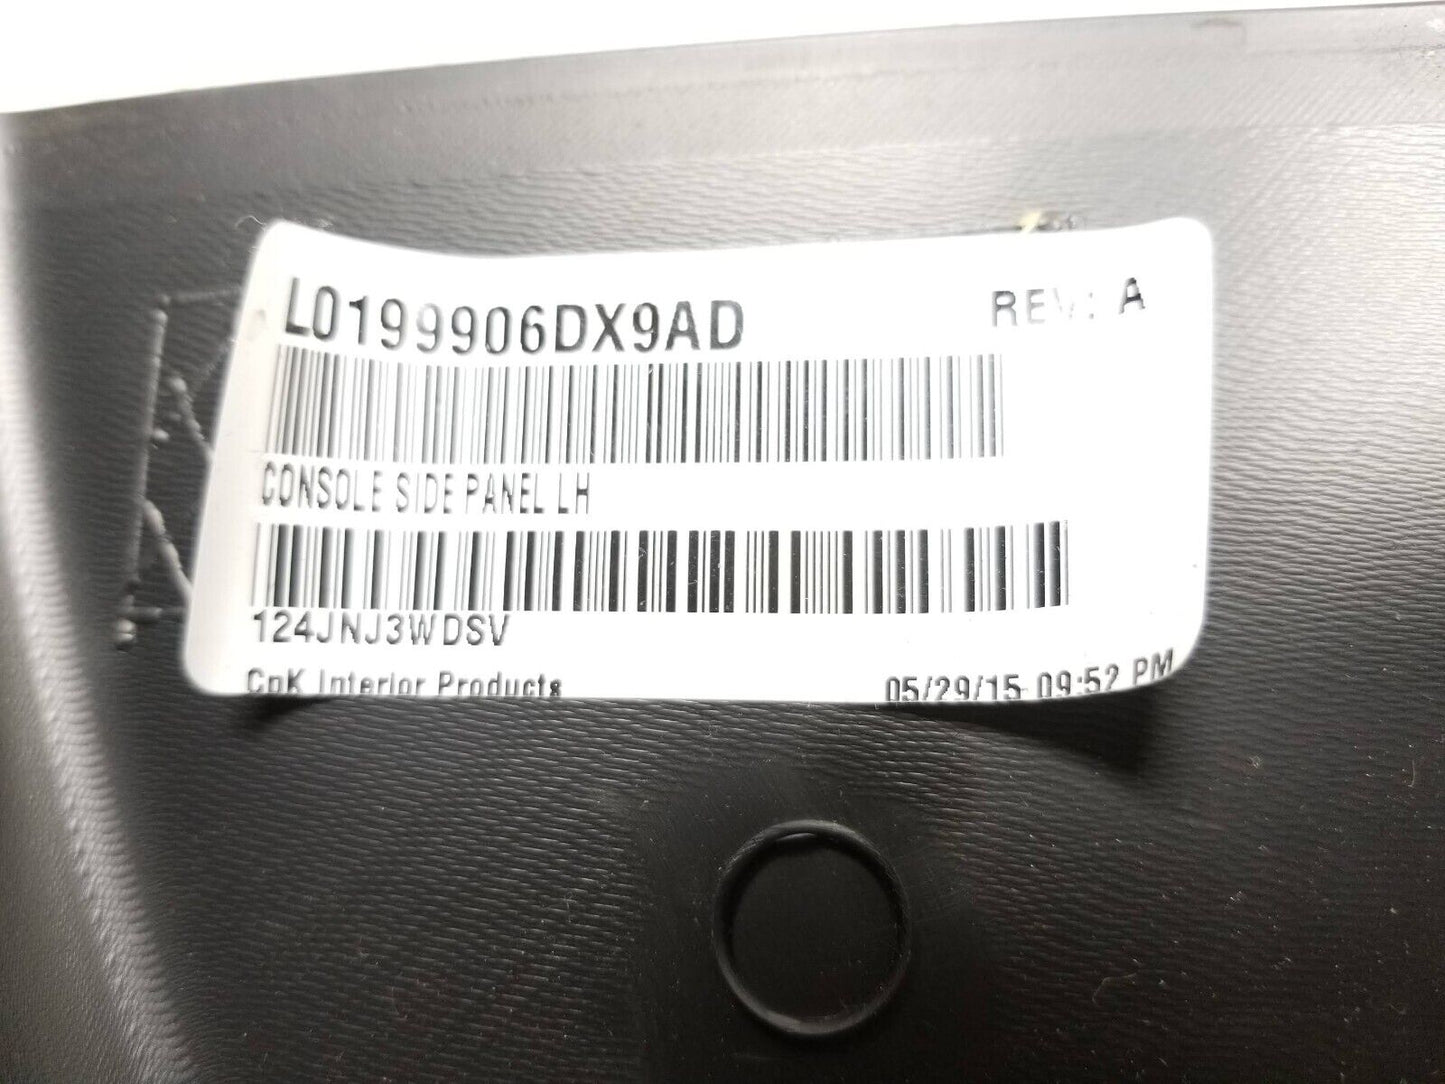 L0199906DX9AD
REV: A
CONSOLE SIDE PANEL LH
124JNJ3WDSV
CpK Interior Products
05/29/15 09:52 PM